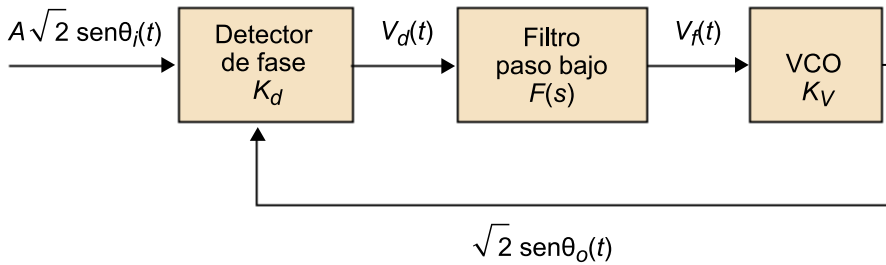 A√2 senθi(t)
Detector
de fase
Kd
Vd(t)
Filtro
paso bajo
F(s)
Vf(t)
VCO
KV
√2 senθo(t)